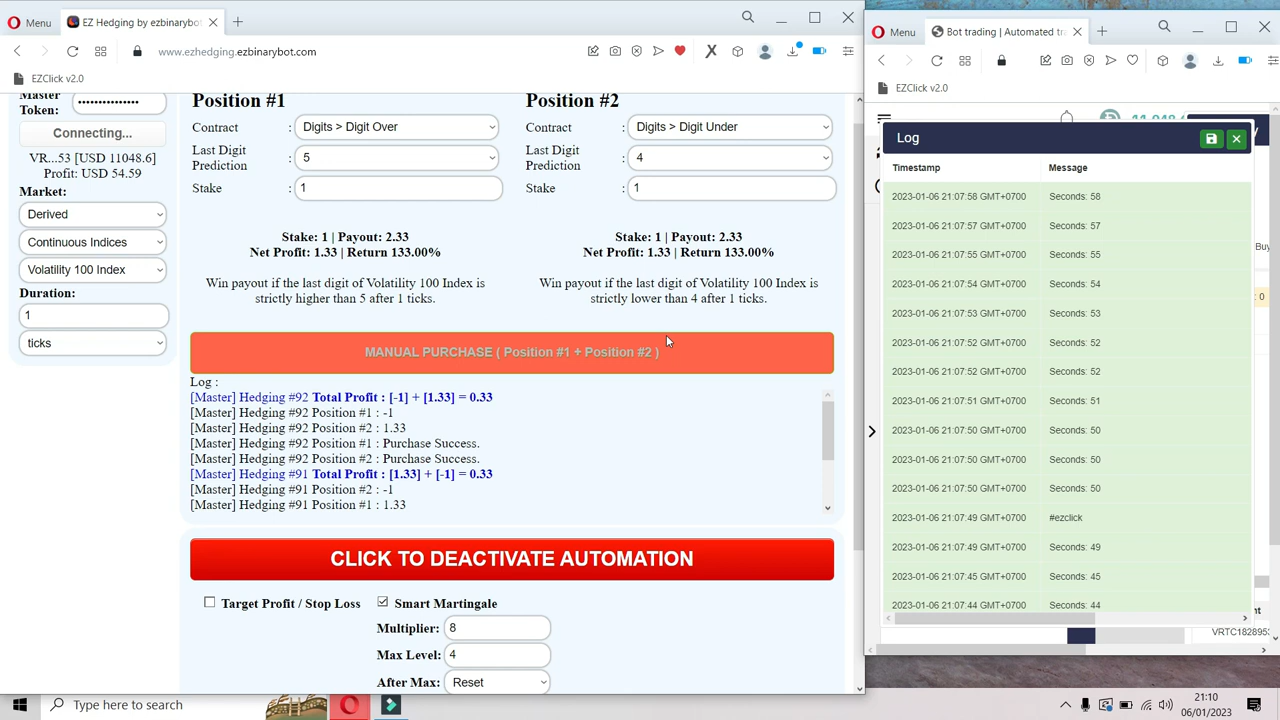 Menu
EZ Hedging by ezbinarybot
www.ezhedging.ezbinarybot.com
EZClick v2.0
Master
Token:
••••••••••••••
Connecting...
VR...53 [USD 11048.6]
Profit: USD 54.59
Market:
Derived
Continuous Indices
Volatility 100 Index
Duration:
1
ticks
Position #1
Contract : Digits > Digit Over
Last Digit
Prediction : 5
Stake : 1
Stake: 1 | Payout: 2.33
Net Profit: 1.33 | Return 133.00%
Win payout if the last digit of Volatility 100 Index is
strictly higher than 5 after 1 ticks.
Position #2
Contract : Digits > Digit Under
Last Digit
Prediction : 4
Stake : 1
Stake: 1 | Payout: 2.33
Net Profit: 1.33 | Return 133.00%
Win payout if the last digit of Volatility 100 Index is
strictly lower than 4 after 1 ticks.
MANUAL PURCHASE ( Position #1 + Position #2 )
Log :
[Master] Hedging #92 Total Profit : [-1] + [1.33] = 0.33
[Master] Hedging #92 Position #1 : -1
[Master] Hedging #92 Position #2 : 1.33
[Master] Hedging #92 Position #1 : Purchase Success.
[Master] Hedging #92 Position #2 : Purchase Success.
[Master] Hedging #91 Total Profit : [1.33] + [-1] = 0.33
[Master] Hedging #91 Position #2 : -1
[Master] Hedging #91 Position #1 : 1.33
CLICK TO DEACTIVATE AUTOMATION
Target Profit / Stop Loss
Smart Martingale
Multiplier: 8
Max Level: 4
After Max: Reset
Menu
Bot trading | Automated tra
EZClick v2.0
Log
Timestamp Message
2023-01-06 21:07:58 GMT+0700 Seconds: 58
2023-01-06 21:07:57 GMT+0700 Seconds: 57
2023-01-06 21:07:55 GMT+0700 Seconds: 55
2023-01-06 21:07:54 GMT+0700 Seconds: 54
2023-01-06 21:07:53 GMT+0700 Seconds: 53
2023-01-06 21:07:52 GMT+0700 Seconds: 52
2023-01-06 21:07:52 GMT+0700 Seconds: 52
2023-01-06 21:07:51 GMT+0700 Seconds: 51
2023-01-06 21:07:50 GMT+0700 Seconds: 50
2023-01-06 21:07:50 GMT+0700 Seconds: 50
2023-01-06 21:07:50 GMT+0700 Seconds: 50
2023-01-06 21:07:49 GMT+0700 #ezclick
2023-01-06 21:07:49 GMT+0700 Seconds: 49
2023-01-06 21:07:45 GMT+0700 Seconds: 45
2023-01-06 21:07:44 GMT+0700 Seconds: 44
Buy
: 0
VRTC1828953
Type here to search
21:10
06/01/2023